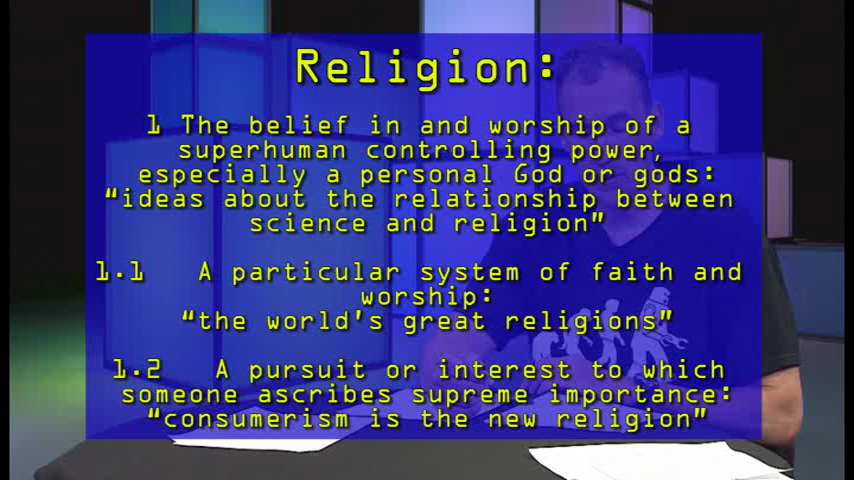 Religion:
1 The belief in and worship of a
superhuman controlling power,
especially a personal God or gods:
“ideas about the relationship between
science and religion”
1.1 A particular system of faith and
worship:
“the world's great religions”
1.2 A pursuit or interest to which
someone ascribes supreme importance:
“consumerism is the new religion”